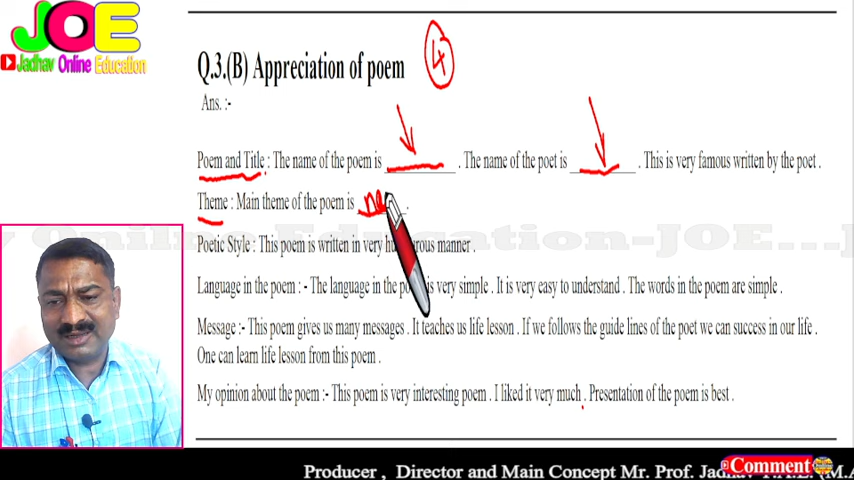 JOE
Jadhav Online Education
Q.3.(B) Appreciation of poem 4
Ans. :-
Poem and Title : The name of the poem is ____________ . The name of the poet is ___________ . This is very famous written by the poet .
Theme : Main theme of the poem is na .
Poetic Style : This poem is written in very manner .
Language in the poem : - The language in the is very simple . It is very easy to understand . The words in the poem are simple .
Message :- This poem gives us many messages . It teaches us life lesson . If we follows the guide lines of the poet we can success in our life .
One can learn life lesson from this poem .
My opinion about the poem :- This poem is very interesting poem . I liked it very much . Presentation of the poem is best .
Comment
Producer , Director and Main Concept Mr. Prof.